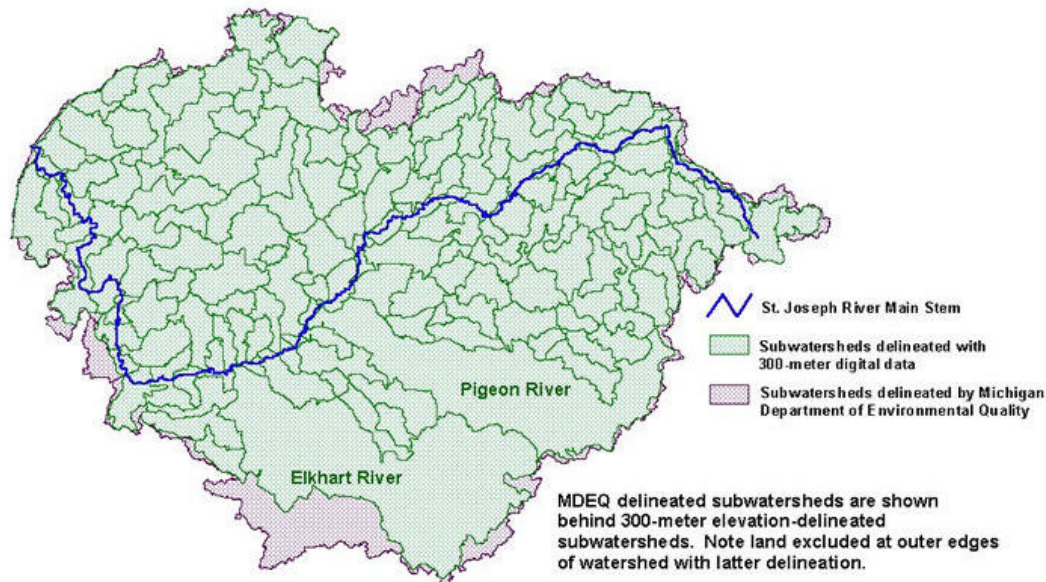 St. Joseph River Main Stem
Subwatersheds delineated with
300-meter digital data
Pigeon River
Subwatersheds delineated by Michigan
Department of Environmental Quality
Elkhart River
MDEQ delineated subwatersheds are shown
behind 300-meter elevation-delineated
subwatersheds. Note land excluded at outer edges
of watershed with latter delineation.